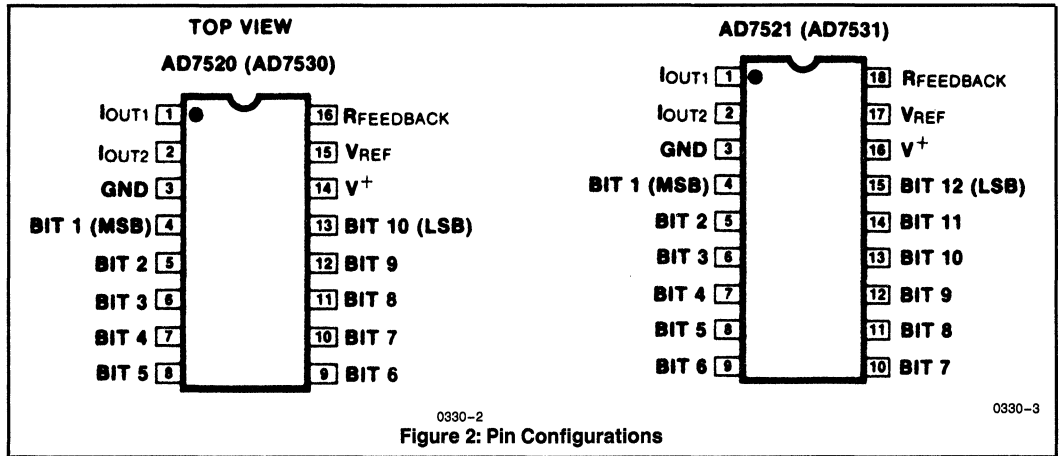 TOP VIEW
AD7520 (AD7530)
IOUT1 1
IOUT2 2
GND 3
BIT 1 (MSB) 4
BIT 2 5
BIT 3 6
BIT 4 7
BIT 5 8
16 RFEEDBACK
15 VREF
14 V+
13 BIT 10 (LSB)
12 BIT 9
11 BIT 8
10 BIT 7
9 BIT 6
0330-2
AD7521 (AD7531)
IOUT1 1
IOUT2 2
GND 3
BIT 1 (MSB) 4
BIT 2 5
BIT 3 6
BIT 4 7
BIT 5 8
BIT 6 9
18 RFEEDBACK
17 VREF
16 V+
15 BIT 12 (LSB)
14 BIT 11
13 BIT 10
12 BIT 9
11 BIT 8
10 BIT 7
0330-3
Figure 2: Pin Configurations